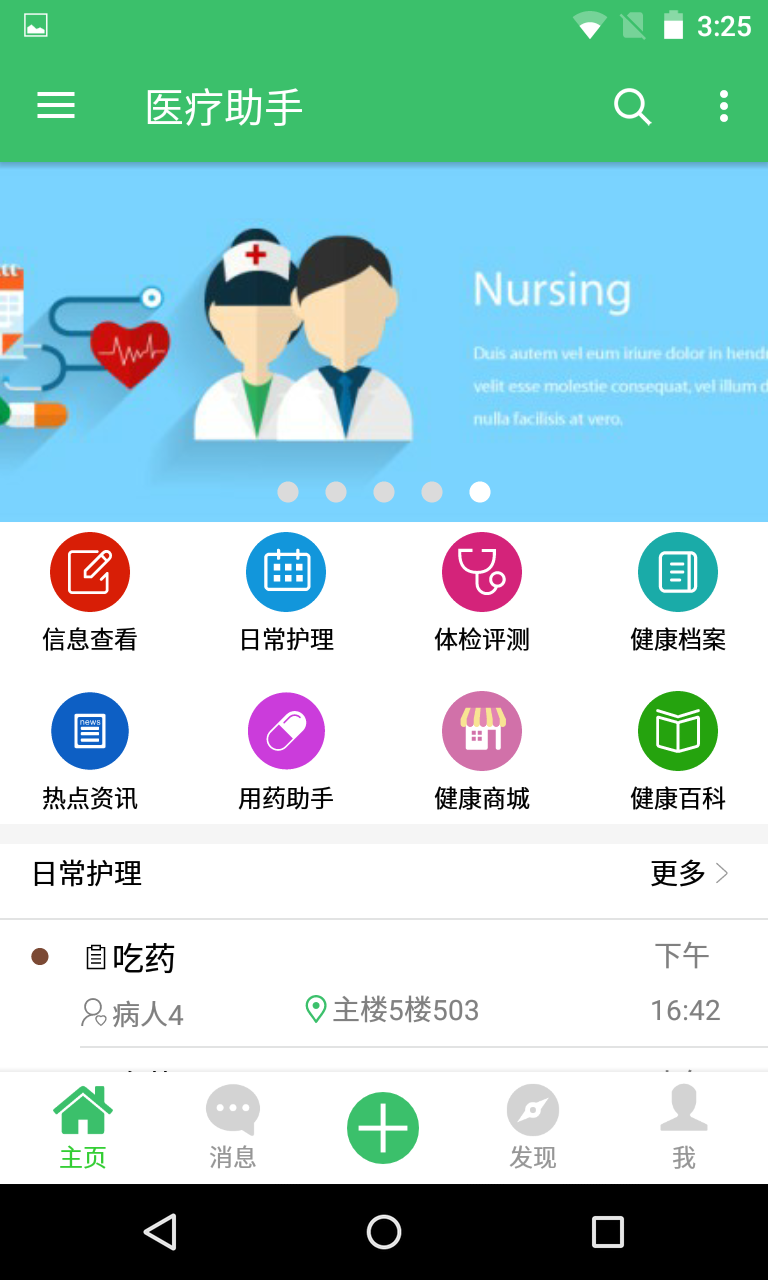 3:25
医疗助手
Nursing
Duis autem vel eum iriure dolor in
velit esse molestie consequat, vel illum
nulla facilisis at vero.
信息查看 日常护理 体检评测 健康档案
news
热点资讯 用药助手 健康商城 健康百科
日常护理 更多
吃药 下午
病人4 主楼5楼503 16:42
主页 消息 发现 我